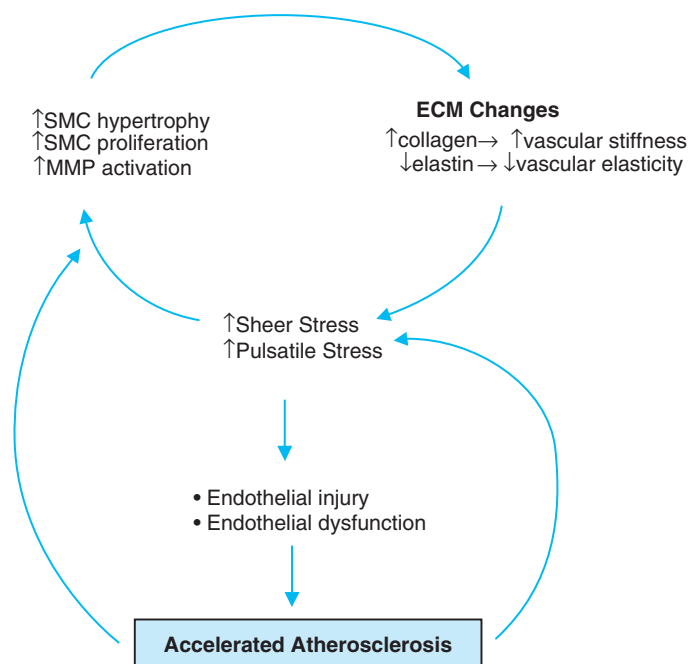 ↑SMC hypertrophy
↑SMC proliferation
↑MMP activation
ECM Changes
↑collagen→ ↑vascular stiffness
↓elastin→ ↓vascular elasticity
↑Sheer Stress
↑Pulsatile Stress
• Endothelial injury
• Endothelial dysfunction
Accelerated Atherosclerosis